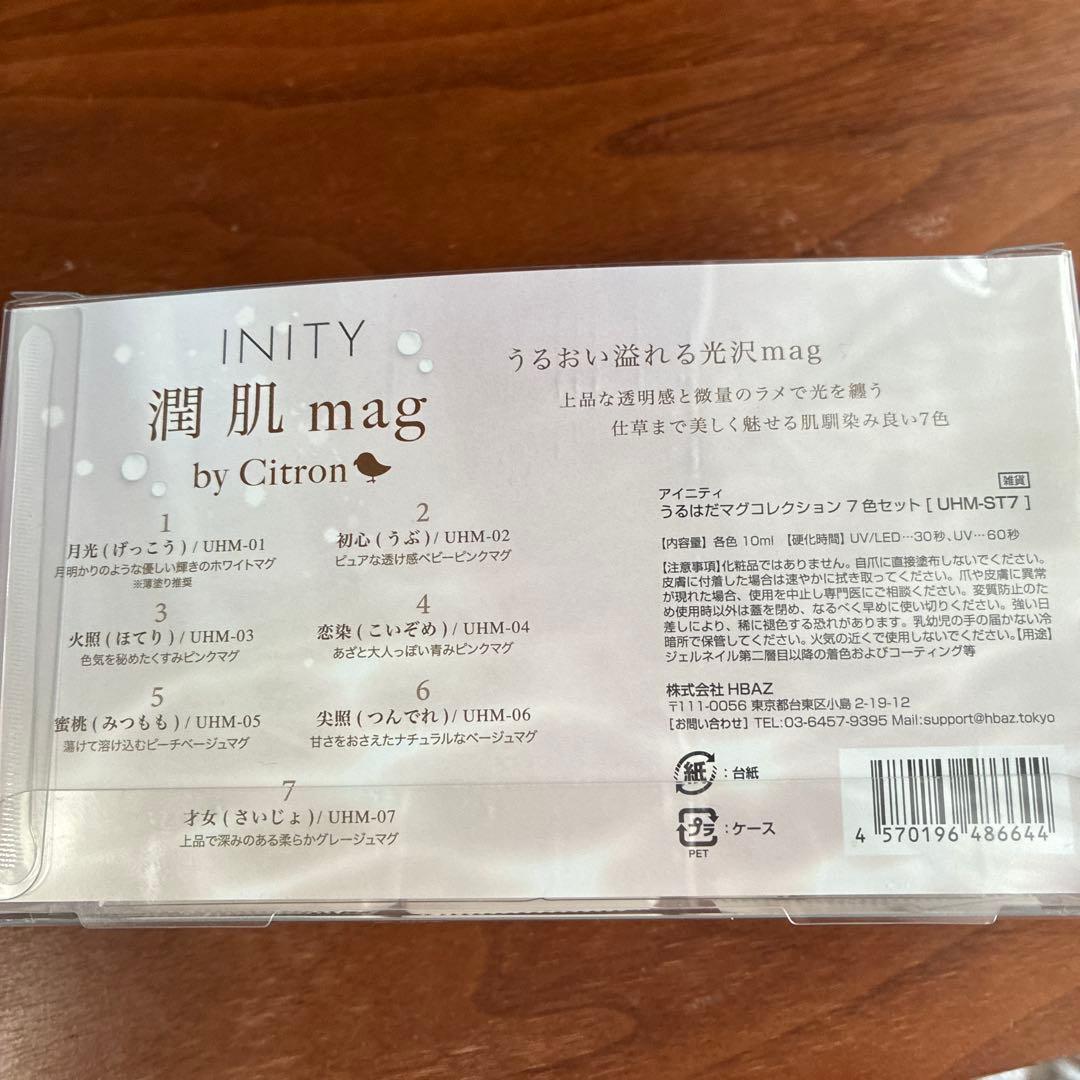 INITY
潤肌mag
by Citron
うるおい溢れる光沢mag
上品な透明感と微量のラメで光を纏う
仕草まで美しく魅せる肌馴染み良い7色
1
月光(げっこう)/ UHM-01
月明かりのような優しい輝きのホワイトマグ
※薄塗り推奨
2
初心(うぶ)/ UHM-02
ピュアな透け感ベビーピンクマグ
3
火照(ほてり)/ UHM-03
色気を秘めたくすみピンクマグ
4
恋染(こいぞめ)/ UHM-04
あざと大人っぽい青みピンクマグ
5
蜜桃(みつもも)/ UHM-05
蕩けて溶け込むピーチベージュマグ
6
尖照(つんでれ)/ UHM-06
甘さをおさえたナチュラルなベージュマグ
7
才女(さいじょ)/ UHM-07
上品で深みのある柔らかグレージュマグ
雑貨
アイニティ
うるはだマグコレクション 7色セット [ UHM-ST7 ]
【内容量】各色 10ml 【硬化時間】UV/LED…30秒、UV…60秒
【注意事項】化粧品ではありません。自爪に直接塗布しないでください。
皮膚に付着した場合は速やかに拭き取ってください。爪や皮膚に異常
が現れた場合、使用を中止し専門医にご相談ください。変質防止のた
め使用時以外は蓋を閉め、なるべく早めに使い切りください。強い日
差しにより、稀に褪色する恐れがあります。乳幼児の手の届かない冷
暗所で保管してください。火気の近くで使用しないでください。【用途】
ジェルネイル第二層目以降の着色およびコーティング等
株式会社 HBAZ
〒111-0056 東京都台東区小島 2-19-12
[お問い合わせ] TEL:03-6457-9395 Mail:support@hbaz.tokyo
紙:台紙
プラ:ケース
PET
4 570196 486644